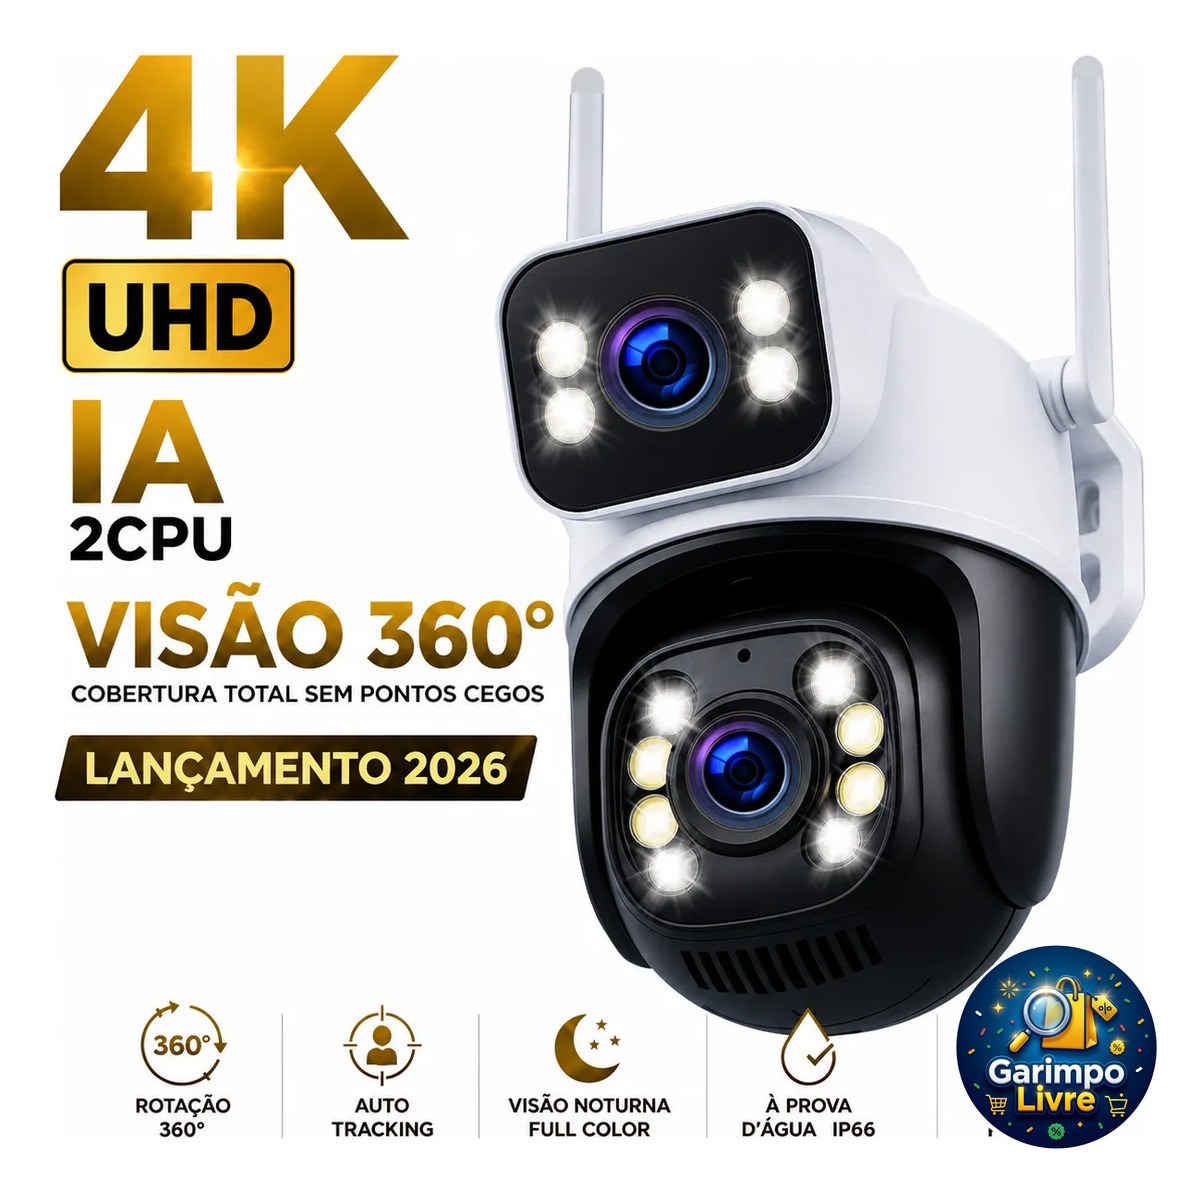 4K
UHD
IA
2CPU
VISÃO 360°
COBERTURA TOTAL SEM PONTOS CEGOS
LANÇAMENTO 2026
360°
ROTAÇÃO
360°
AUTO
TRACKING
VISÃO NOTURNA
FULL COLOR
À PROVA
D'ÁGUA IP66
Garimpo
Livre